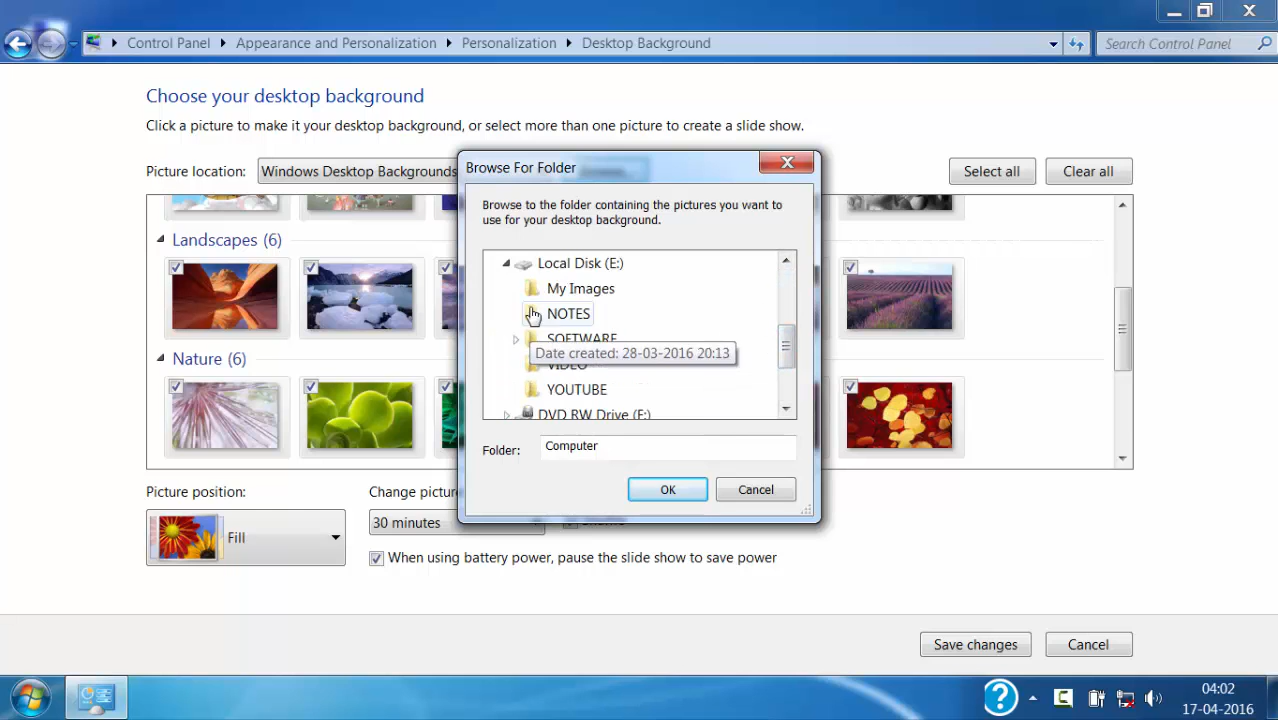 Control Panel Appearance and Personalization Personalization Desktop Background Search Control Panel
Choose your desktop background
Click a picture to make it your desktop background, or select more than one picture to create a slide show.
Picture location: Windows Desktop Backgrounds Select all Clear all
Landscapes (6)
Nature (6)
Browse For Folder
Browse to the folder containing the pictures you want to
use for your desktop background.
Local Disk (E:)
My Images
NOTES
SOFTWARE
Date created: 28-03-2016 20:13
VIDEO
YOUTUBE
DVD RW Drive (F:)
Folder: Computer
OK Cancel
Picture position: Change pictu
Fill 30 minutes
When using battery power, pause the slide show to save power
Save changes Cancel
04:02
17-04-2016